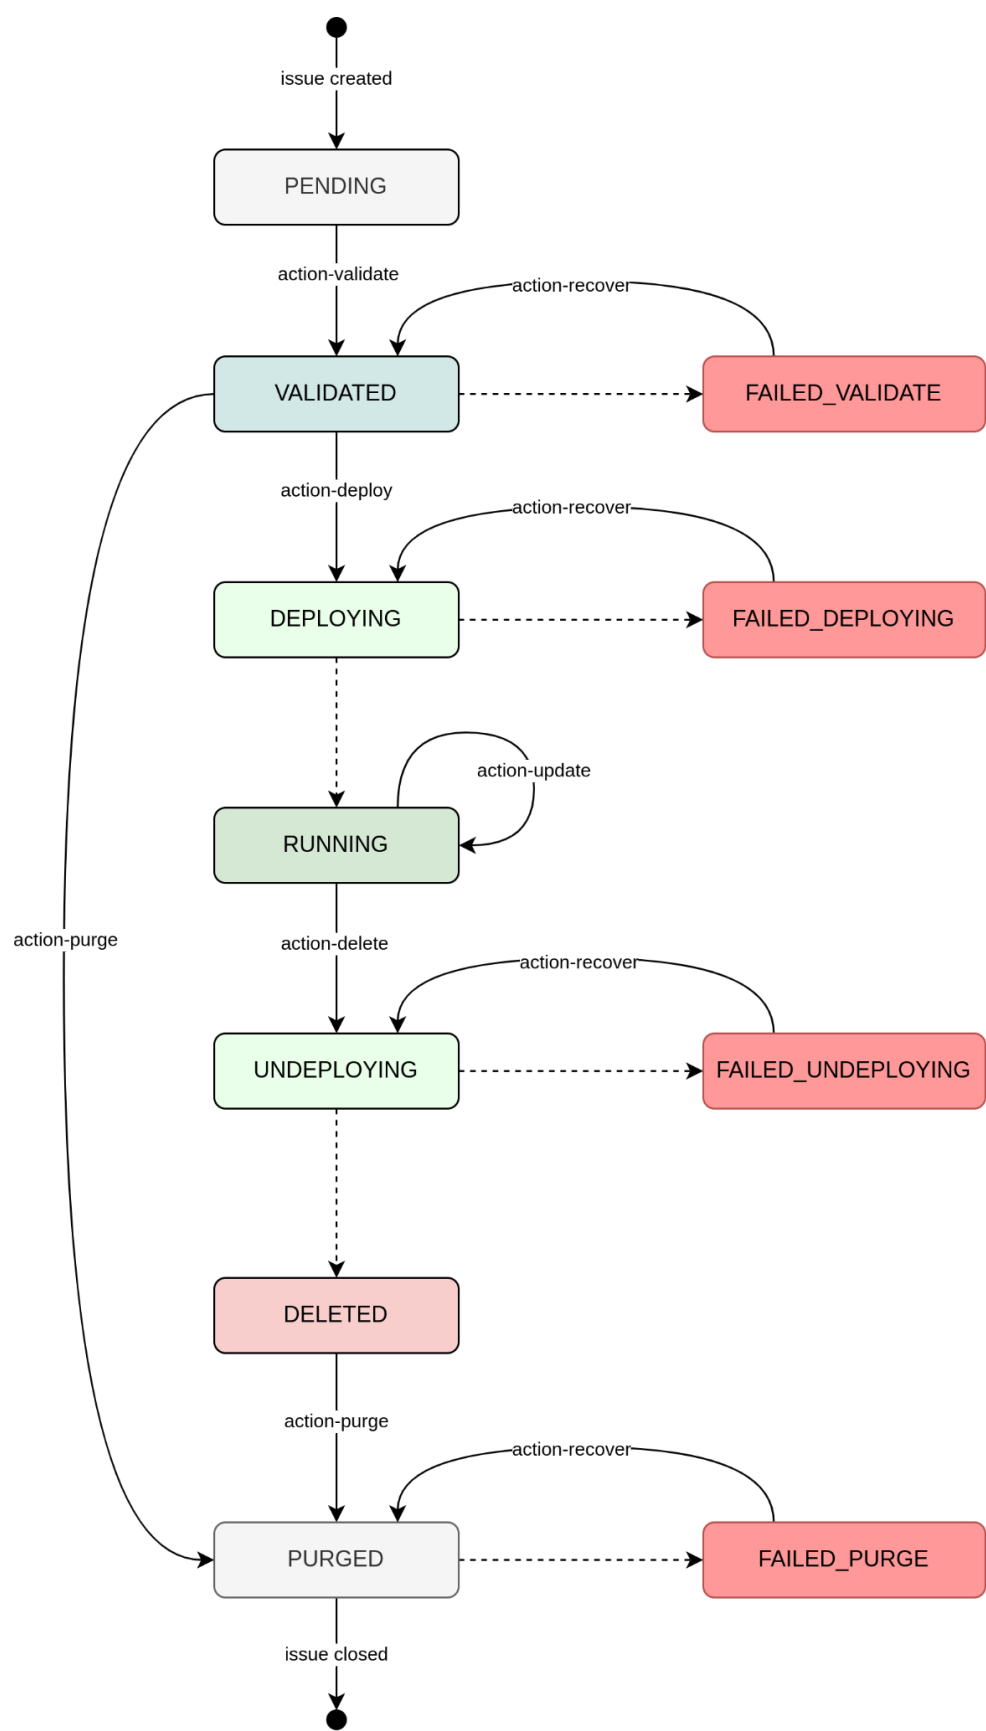 issue created
PENDING
action-validate
action-recover
VALIDATED
FAILED_VALIDATE
action-deploy
action-recover
DEPLOYING
FAILED_DEPLOYING
action-update
RUNNING
action-purge
action-delete
action-recover
UNDEPLOYING
FAILED_UNDEPLOYING
DELETED
action-purge
action-recover
PURGED
FAILED_PURGE
issue closed